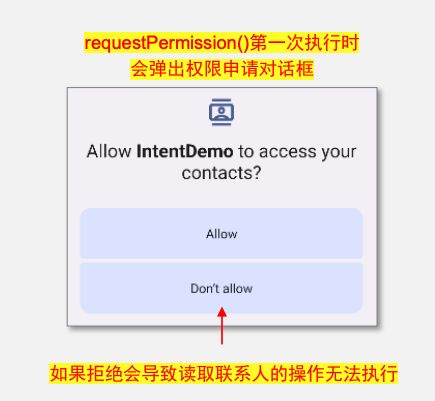 requestPermission()第一次执行时
会弹出权限申请对话框
Allow IntentDemo to access your
contacts?
Allow
Don't allow
如果拒绝会导致读取联系人的操作无法执行